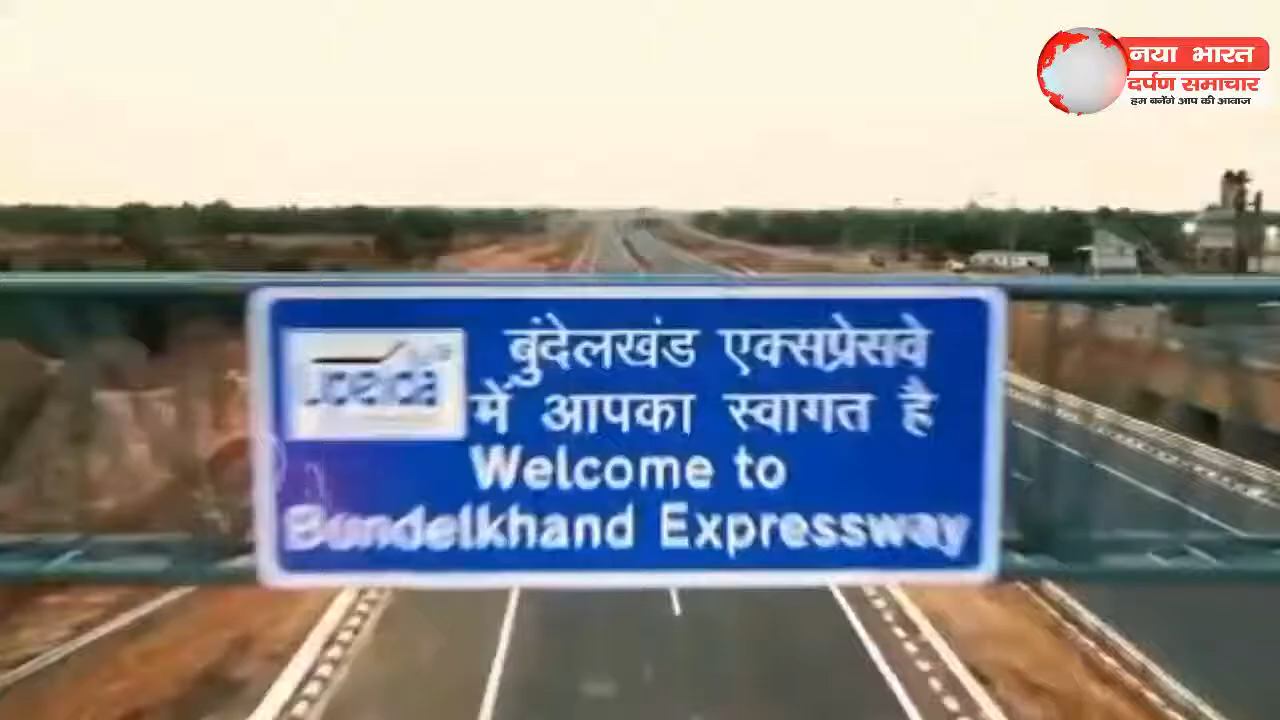 नया भारत
दर्पण समाचार
हम बनेंगे आप की आवाज
upeida
बुंदेलखंड एक्सप्रेसवे
में आपका स्वागत है
Welcome to
Bundelkhand Expressway